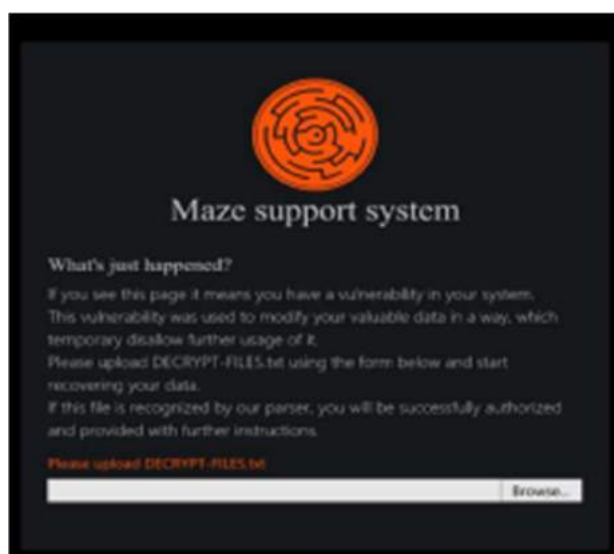 Maze support system
What's just happened?
If you see this page it means you have a vulnerability in your system.
This vulnerability was used to modify your valuable data in a way, which
temporary disallow further usage of it.
Please upload DECRYPT-FILES.txt using the form below and start
recovering your data.
If this file is recognized by our parser, you will be successfully authorized
and provided with further instructions.
Please upload DECRYPT-FILES.txt
Browse...